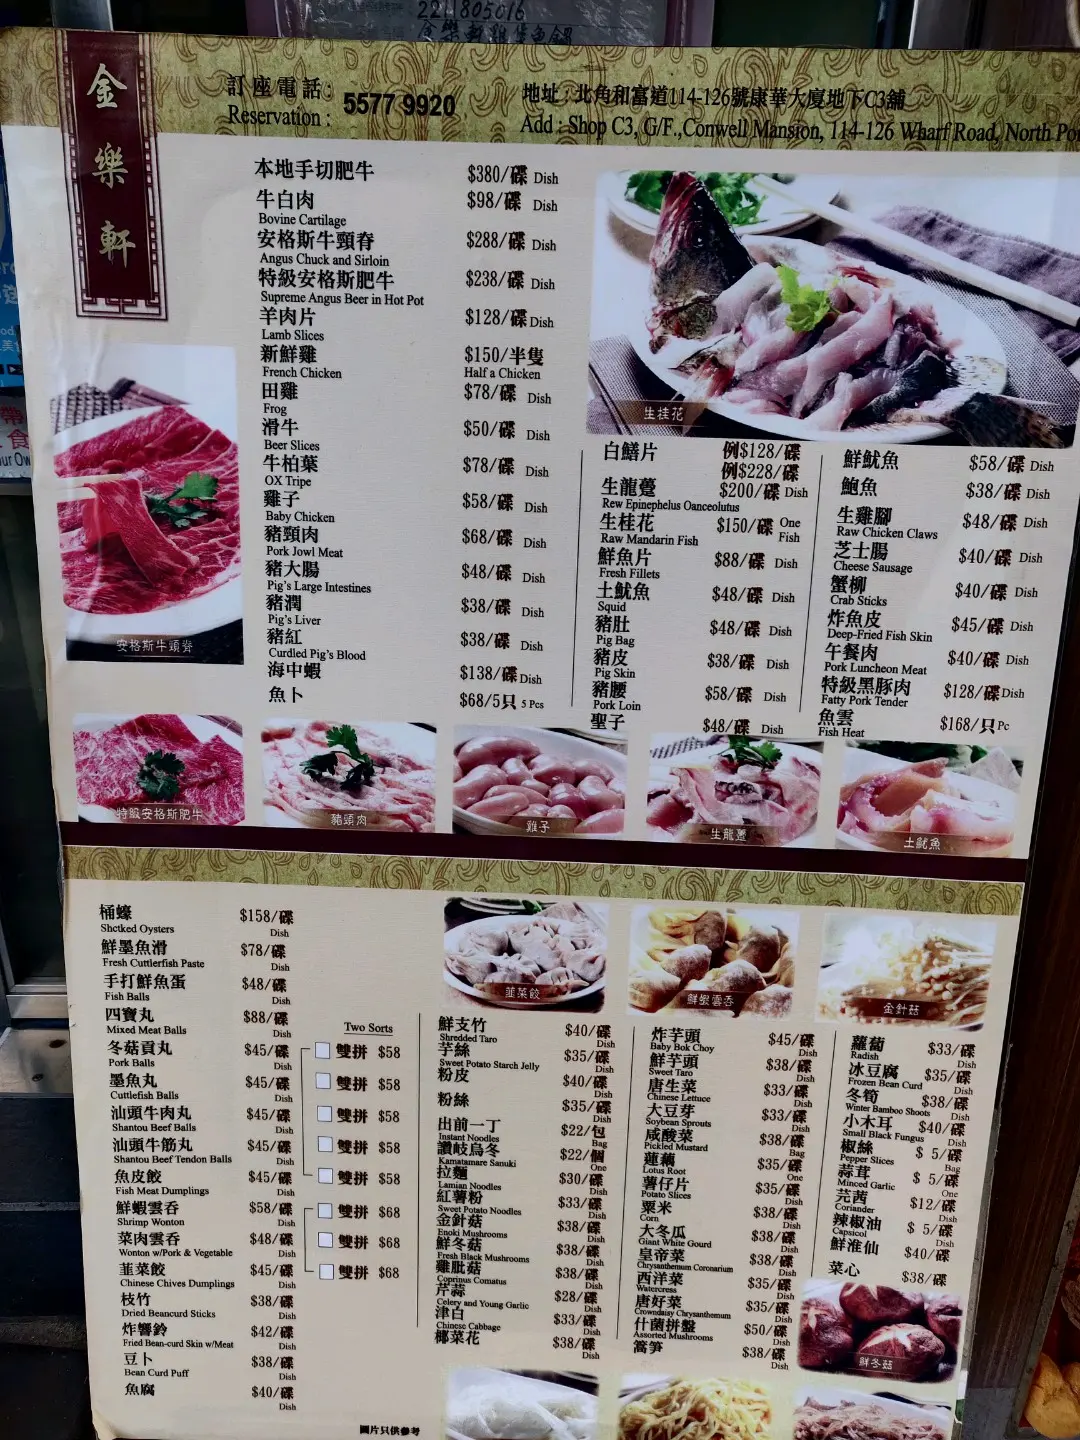 2211805016
金樂軒
訂座電話:
Reservation :
5577 9920
地址 : 北角和富道114-126號康華大廈地下C3舖
Add : Shop C3, G/F.,Conwell Mansion, 114-126 Wharf Road, North Po
本地手切肥牛 $380/碟 Dish
牛白肉 $98/碟 Dish
Bovine Cartilage
安格斯牛頸脊 $288/碟 Dish
Angus Chuck and Sirloin
特級安格斯肥牛 $238/碟 Dish
Supreme Angus Beer in Hot Pot
羊肉片 $128/碟 Dish
Lamb Slices
新鮮雞 $150/半隻
French Chicken Half a Chicken
田雞 $78/碟 Dish
Frog
滑牛 $50/碟 Dish
Beer Slices
牛柏葉 $78/碟 Dish
OX Tripe
雞子 $58/碟 Dish
Baby Chicken
豬頸肉 $68/碟 Dish
Pork Jowl Meat
豬大腸 $48/碟 Dish
Pig's Large Intestines
豬潤 $38/碟 Dish
Pig's Liver
豬紅 $38/碟 Dish
Curdled Pig's Blood
海中蝦 $138/碟 Dish
魚卜 $68/5只 5 Pcs
安格斯牛頸脊
生桂花
白鱔片 例$128/碟
例$228/碟
生龍躉 $200/碟 Dish
Rew Epinephelus Oanceolutus
生桂花 $150/碟 One
Raw Mandarin Fish Fish
鮮魚片 $88/碟 Dish
Fresh Fillets
土魷魚 $48/碟 Dish
Squid
豬肚 $48/碟 Dish
Pig Bag
豬皮 $38/碟 Dish
Pig Skin
豬腰 $58/碟 Dish
Pork Loin
聖子 $48/碟 Dish
鮮魷魚 $58/碟 Dish
鮑魚 $38/碟 Dish
生雞腳 $48/碟 Dish
Raw Chicken Claws
芝士腸 $40/碟 Dish
Cheese Sausage
蟹柳 $40/碟 Dish
Crab Sticks
炸魚皮 $45/碟 Dish
Deep-Fried Fish Skin
午餐肉 $40/碟 Dish
Pork Luncheon Meat
特級黑豚肉 $128/碟 Dish
Fatty Pork Tender
魚雲 $168/只 Pc
Fish Heat
特級安格斯肥牛
豬頸肉
雞子
生龍躉
土魷魚
桶蠔 $158/碟
Shctked Oysters Dish
鮮墨魚滑 $78/碟
Fresh Cuttlerfish Paste Dish
手打鮮魚蛋 $48/碟
Fish Balls Dish
四寶丸 $88/碟
Mixed Meat Balls Dish
冬菇貢丸 $45/碟
Pork Balls Dish
墨魚丸 $45/碟
Cuttlefish Balls Dish
汕頭牛肉丸 $45/碟
Shantou Beef Balls Dish
汕頭牛筋丸 $45/碟
Shantou Beef Tendon Balls Dish
魚皮餃 $45/碟
Fish Meat Dumplings Dish
鮮蝦雲吞 $58/碟
Shrimp Wonton Dish
菜肉雲吞 $48/碟
Wonton w/Pork & Vegetable Dish
韮菜餃 $45/碟
Chinese Chives Dumplings Dish
枝竹 $38/碟
Dried Beancurd Sticks Dish
炸響鈴 $42/碟
Fried Bean-curd Skin w/Meat Dish
豆卜 $38/碟
Bean Curd Puff Dish
魚腐 $40/碟
Dish
Two Sorts
雙拼 $58
雙拼 $58
雙拼 $58
雙拼 $58
雙拼 $58
雙拼 $68
雙拼 $68
雙拼 $68
圖片只供參考
韮菜餃
鮮蝦雲吞
金針菇
鮮支竹 $40/碟
Shredded Taro Dish
芋絲 $35/碟
Sweet Potato Starch Jelly Dish
粉皮 $40/碟
Dish
粉絲 $35/碟
Dish
出前一丁 $22/包
Instant Noodles Bag
讚岐烏冬 $22/個
Kamatamare Sanuki One
拉麵 $30/碟
Lamian Noodles Dish
紅薯粉 $33/碟
Sweet Potato Noodles Dish
金針菇 $38/碟
Enoki Mushrooms Dish
鮮冬菇 $38/碟
Fresh Black Mushrooms Dish
雞肶菇 $38/碟
Coprinus Comatus Dish
芹蒜 $28/碟
Celery and Young Garlic Dish
津白 $33/碟
Chinese Cabbage Dish
椰菜花 $38/碟
Dish
炸芋頭 $45/碟
Baby Bok Choy Dish
鮮芋頭 $38/碟
Sweet Taro Dish
唐生菜 $33/碟
Chinese Lettuce Dish
大豆芽 $33/碟
Soybean Sprouts Dish
咸酸菜 $38/碟
Pickled Mustard Bag
蓮藕 $35/碟
Lotus Root One
薯仔片 $35/碟
Potato Slices Dish
粟米 $38/碟
Corn Dish
大冬瓜 $38/碟
Giant White Gourd Dish
皇帝菜 $38/碟
Chrysanthemum Coronarium Dish
西洋菜 $35/碟
Watercress Dish
唐好菜 $35/碟
Crowndaisy Chrysanthemum Dish
什菌拼盤 $50/碟
Assorted Mushrooms Dish
萵笋 $38/碟
Dish
蘿蔔 $33/碟
Radish Dish
冰豆腐 $35/碟
Frozen Bean Curd Dish
冬筍 $38/碟
Winter Bamboo Shoots Dish
小木耳 $40/碟
Small Black Fungus Dish
椒絲 $ 5/碟
Pepper Slices Bag
蒜茸 $ 5/碟
Minced Garlic One
芫茜 $12/碟
Coriander Dish
辣椒油 $ 5/碟
Capsicol Dish
鮮淮仙 $40/碟
Dish
菜心 $38/碟
鮮冬菇